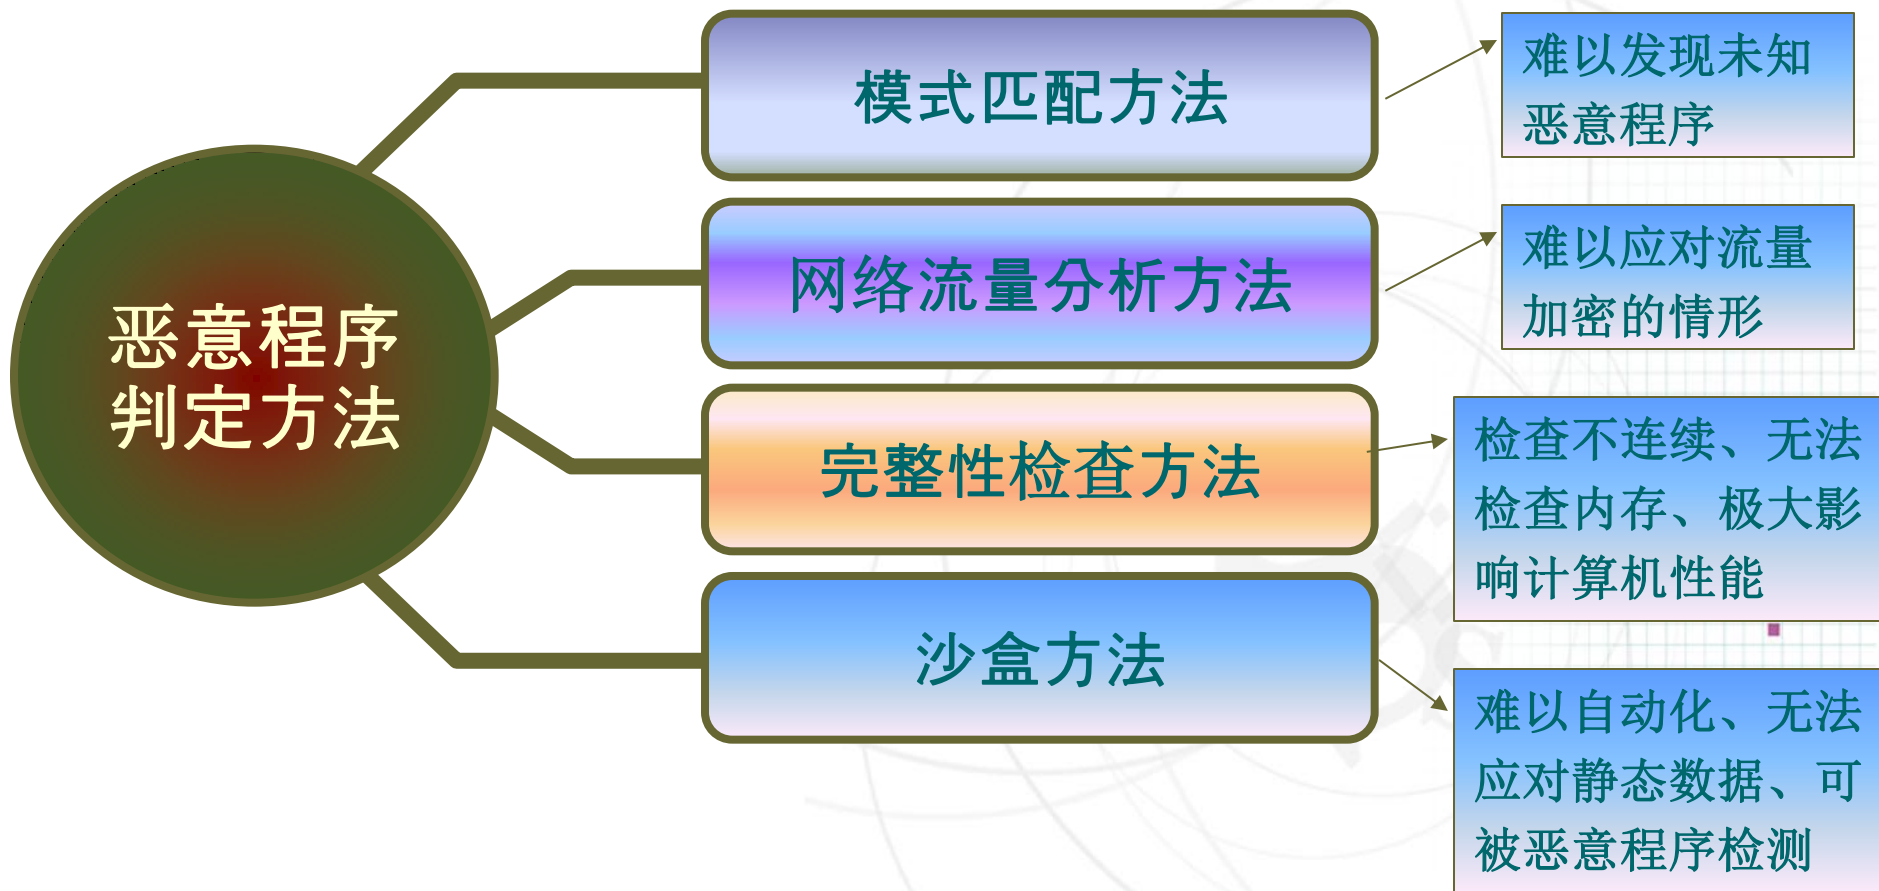 恶意程序
判定方法
模式匹配方法
难以发现未知
恶意程序
网络流量分析方法
难以应对流量
加密的情形
完整性检查方法
检查不连续、无法
检查内存、极大影
响计算机性能
沙盒方法
难以自动化、无法
应对静态数据、可
被恶意程序检测